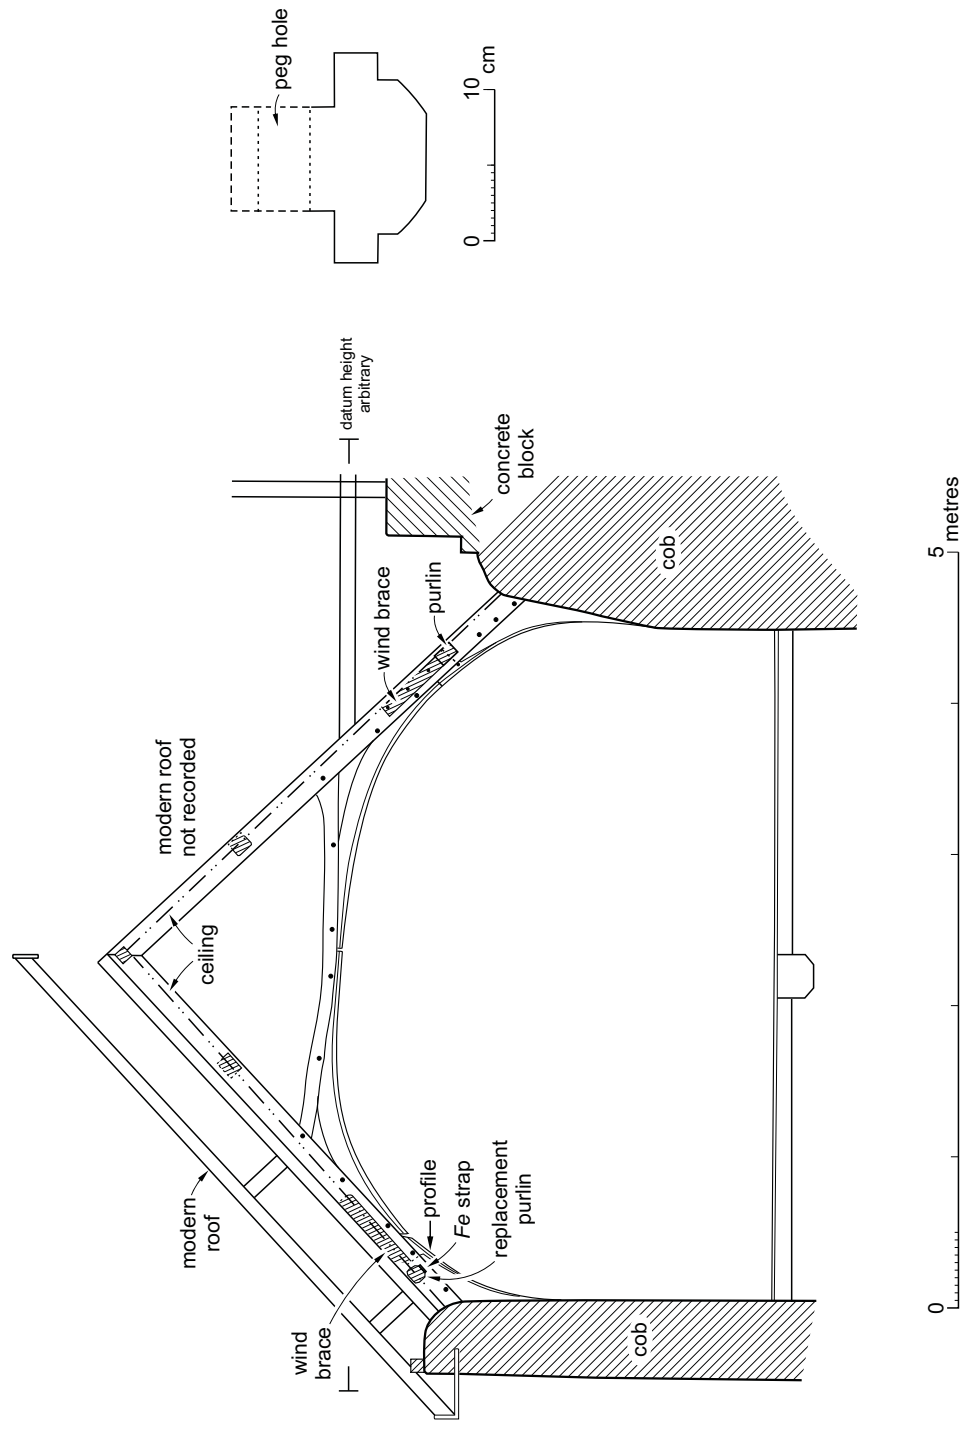 modern
roof
modern roof
not recorded
ceiling
wind
brace
wind brace
purlin
concrete
block
datum height
arbitrary
profile
Fe strap
replacement
purlin
cob
cob
0
5
metres
peg hole
0
10
cm